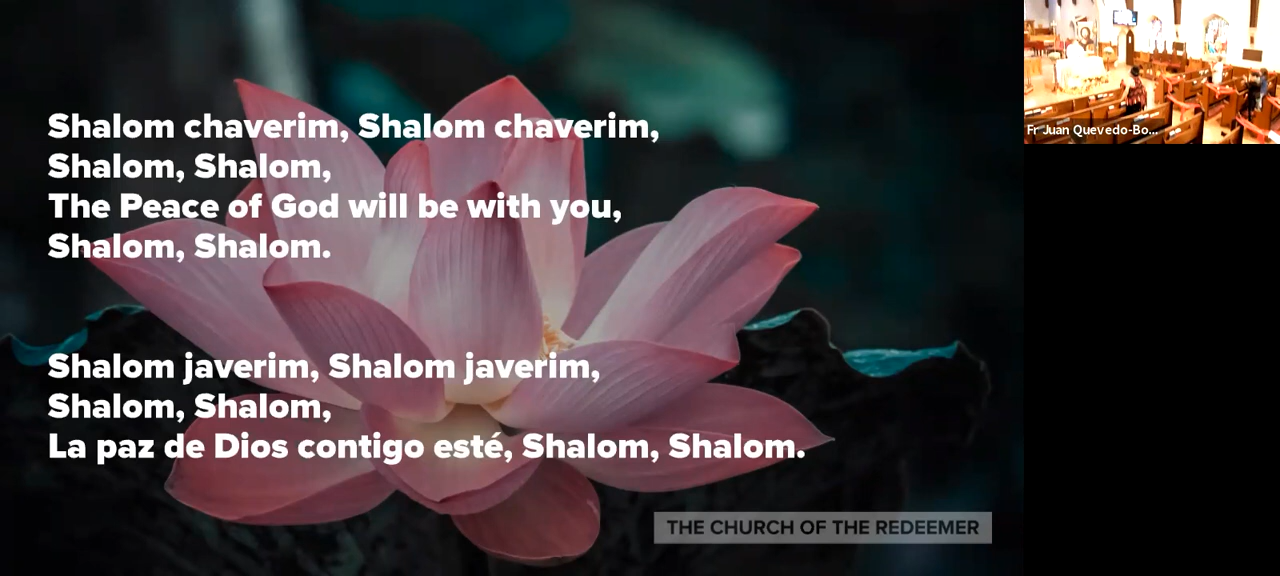 Shalom chaverim, Shalom chaverim,
Shalom, Shalom,
The Peace of God will be with you,
Shalom, Shalom.
Shalom javerim, Shalom javerim,
Shalom, Shalom,
La paz de Dios contigo esté, Shalom, Shalom.
THE CHURCH OF THE REDEEMER
Fr Juan Quevedo-Bo...